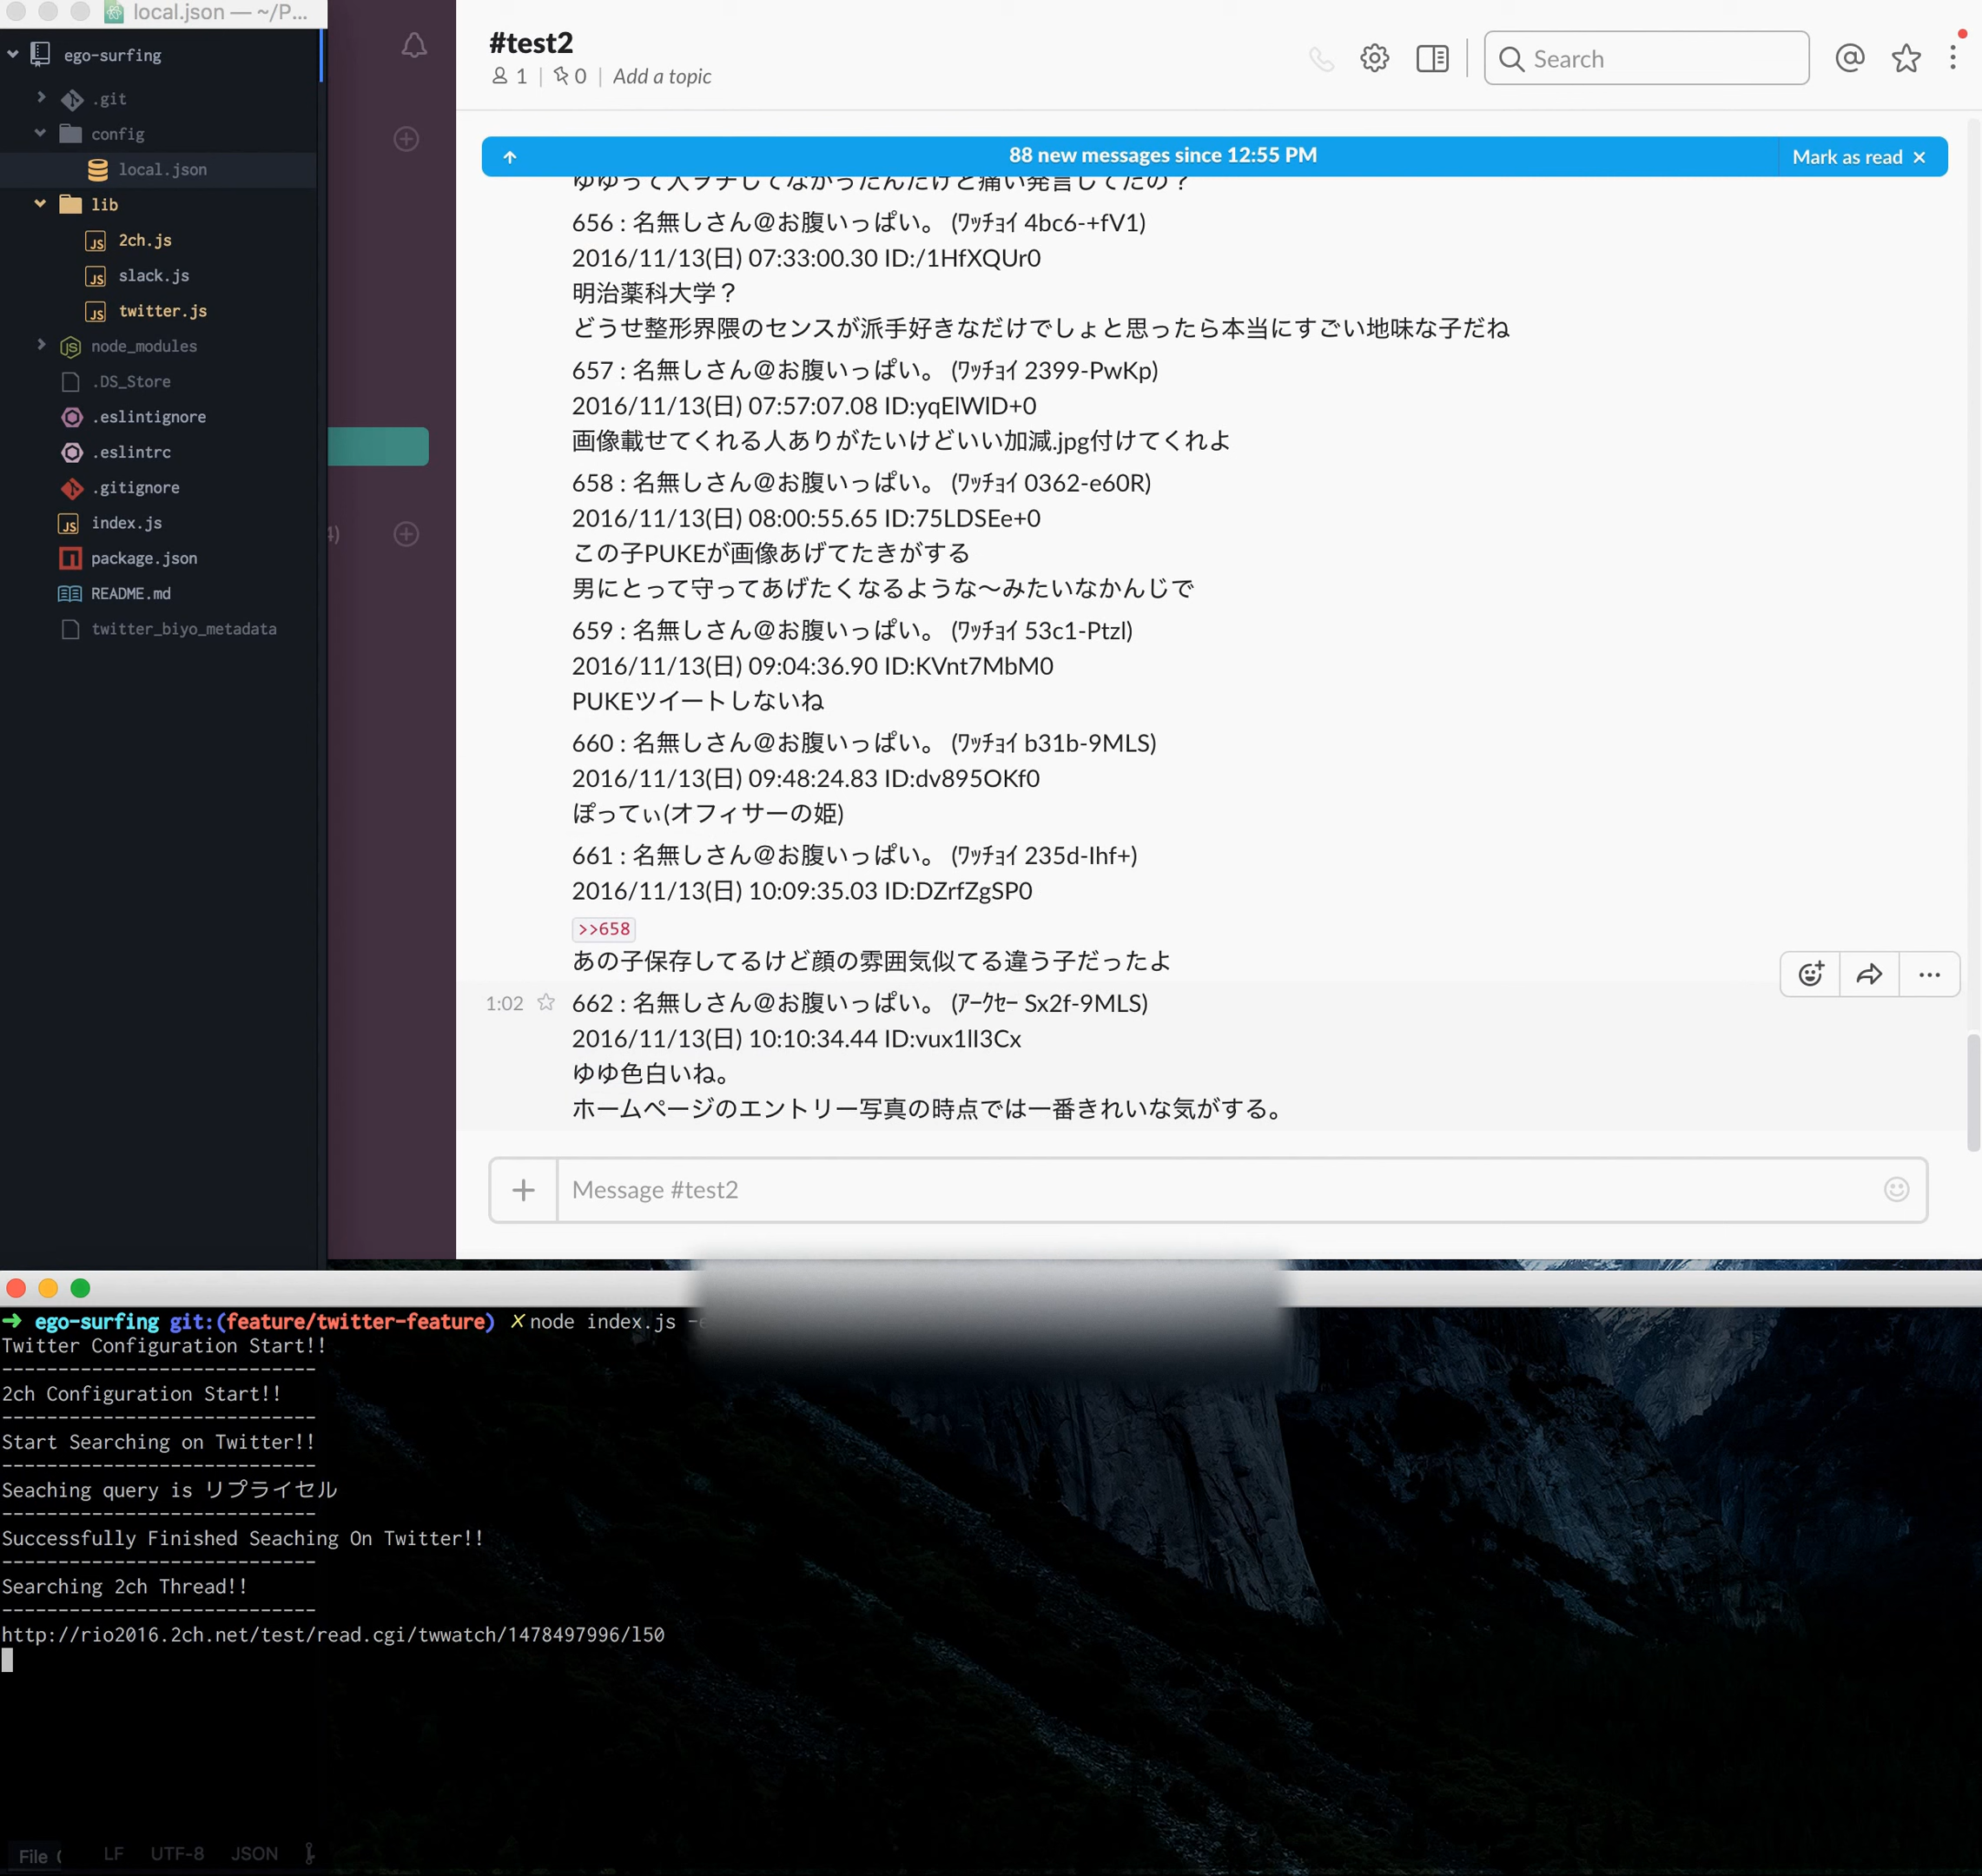 local.json — ~/P...
ego-surfing
.git
config
local.json
lib
2ch.js
slack.js
twitter.js
node_modules
.DS_Store
.eslintignore
.eslintrc
.gitignore
index.js
package.json
README.md
twitter_biyo_metadata
#test2
1 | 0 | Add a topic
Search
88 new messages since 12:55 PM
Mark as read ×
656 : 名無しさん@お腹いっぱい。 (ﾜｯﾁｮｲ 4bc6-+fV1)
2016/11/13(日) 07:33:00.30 ID:/1HfXQUr0
明治薬科大学？
どうせ整形界隈のセンスが派手好きなだけでしょと思ったら本当にすごい地味な子だね
657 : 名無しさん@お腹いっぱい。 (ﾜｯﾁｮｲ 2399-PwKp)
2016/11/13(日) 07:57:07.08 ID:yqElWlD+0
画像載せてくれる人ありがたいけどいい加減.jpg付けてくれよ
658 : 名無しさん@お腹いっぱい。 (ﾜｯﾁｮｲ 0362-e60R)
2016/11/13(日) 08:00:55.65 ID:75LDSEe+0
この子PUKEが画像あげてたきがする
男にとって守ってあげたくなるような〜みたいなかんじで
659 : 名無しさん@お腹いっぱい。 (ﾜｯﾁｮｲ 53c1-Ptzl)
2016/11/13(日) 09:04:36.90 ID:KVnt7MbM0
PUKEツイートしないね
660 : 名無しさん@お腹いっぱい。 (ﾜｯﾁｮｲ b31b-9MLS)
2016/11/13(日) 09:48:24.83 ID:dv895OKf0
ぽってぃ(オフィサーの姫)
661 : 名無しさん@お腹いっぱい。 (ﾜｯﾁｮｲ 235d-Ihf+)
2016/11/13(日) 10:09:35.03 ID:DZrfZgSP0
>>658
あの子保存してるけど顔の雰囲気似てる違う子だったよ
1:02 662 : 名無しさん@お腹いっぱい。 (ｱｰｸｾｰ Sx2f-9MLS)
2016/11/13(日) 10:10:34.44 ID:vux1lI3Cx
ゆゆ色白いね。
ホームページのエントリー写真の時点では一番きれいな気がする。
Message #test2
➜ ego-surfing git:(feature/twitter-feature) ✗ node index.js
Twitter Configuration Start!!
----------------------------
2ch Configuration Start!!
----------------------------
Start Searching on Twitter!!
----------------------------
Seaching query is リプライセル
----------------------------
Successfully Finished Seaching On Twitter!!
----------------------------
Searching 2ch Thread!!
----------------------------
http://rio2016.2ch.net/test/read.cgi/twwatch/1478497996/l50
File LF UTF-8 JSON